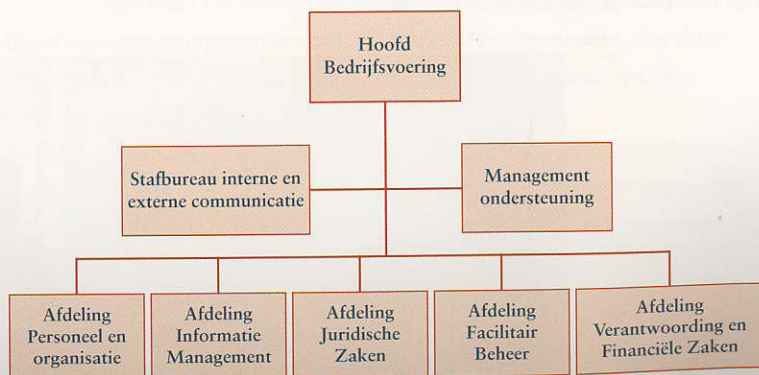 Hoofd
Bedrijfsvoering
Stafbureau interne en
externe communicatie
Management
ondersteuning
Afdeling
Personeel en
organisatie
Afdeling
Informatie
Management
Afdeling
Juridische
Zaken
Afdeling
Facilitair
Beheer
Afdeling
Verantwoording en
Financiële Zaken